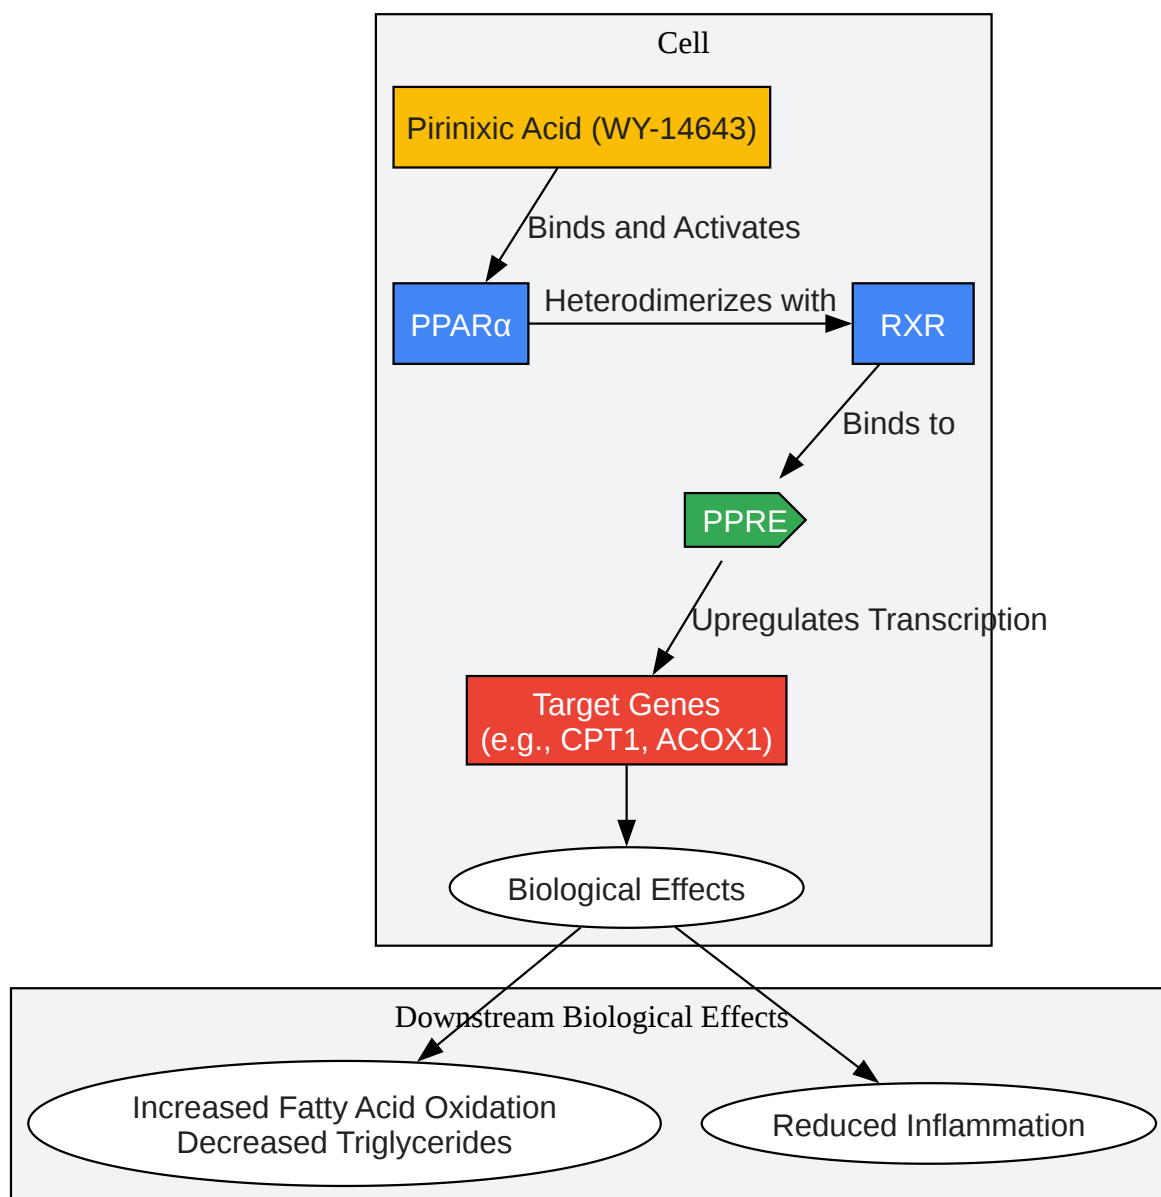 Cell
Pirinixic Acid (WY-14643)
Binds and Activates
PPARα
Heterodimerizes with
RXR
Binds to
PPRE
Upregulates Transcription
Target Genes
(e.g., CPT1, ACOX1)
Biological Effects
Downstream Biological Effects
Increased Fatty Acid Oxidation
Decreased Triglycerides
Reduced Inflammation